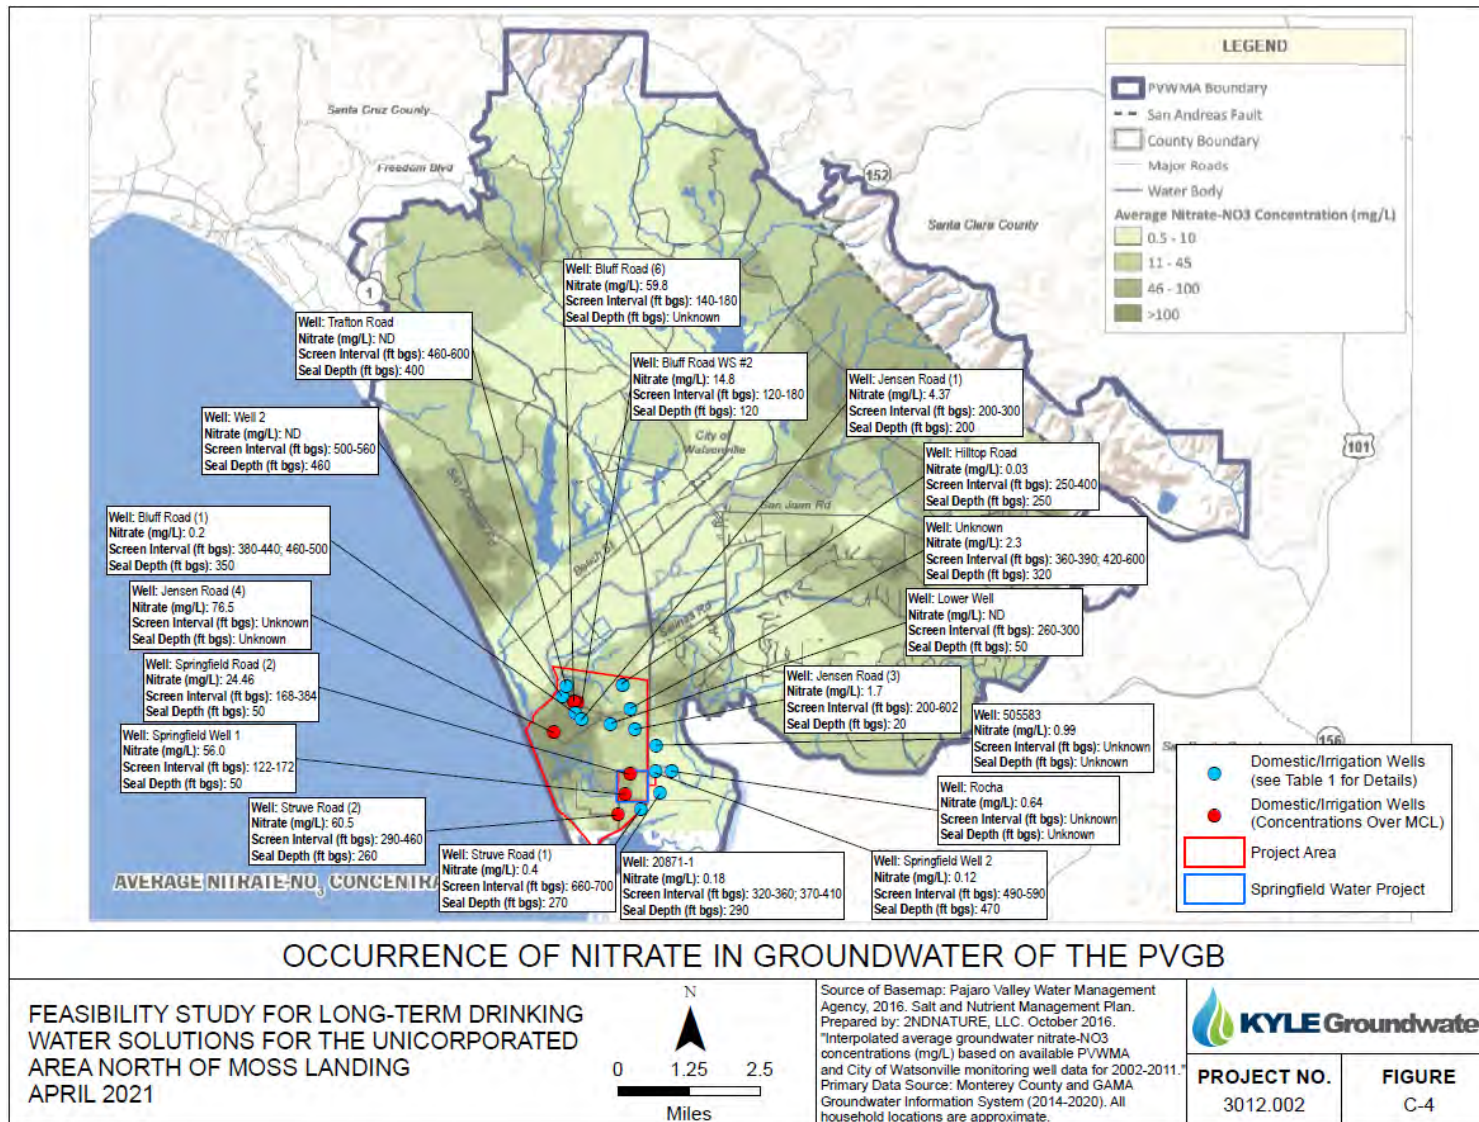 LEGEND
PVWMA Boundary
San Andreas Fault
County Boundary
Major Roads
Water Body
Average Nitrate-NO3 Concentration (mg/L)
0.5 - 10
11 - 45
46 - 100
>100
Santa Cruz County
Freedom Blvd
152
Santa Clara County
1
101
156
City of
Watsonville
San Juan Rd
Beach St
Salinas Rd
San Andreas Rd
Well: Bluff Road (6)
Nitrate (mg/L): 59.8
Screen Interval (ft bgs): 140-180
Seal Depth (ft bgs): Unknown
Well: Trafton Road
Nitrate (mg/L): ND
Screen Interval (ft bgs): 460-600
Seal Depth (ft bgs): 400
Well: Bluff Road WS #2
Nitrate (mg/L): 14.8
Screen Interval (ft bgs): 120-180
Seal Depth (ft bgs): 120
Well: Jensen Road (1)
Nitrate (mg/L): 4.37
Screen Interval (ft bgs): 200-300
Seal Depth (ft bgs): 200
Well: Well 2
Nitrate (mg/L): ND
Screen Interval (ft bgs): 500-560
Seal Depth (ft bgs): 460
Well: Hilltop Road
Nitrate (mg/L): 0.03
Screen Interval (ft bgs): 250-400
Seal Depth (ft bgs): 250
Well: Bluff Road (1)
Nitrate (mg/L): 0.2
Screen Interval (ft bgs): 380-440; 460-500
Seal Depth (ft bgs): 350
Well: Unknown
Nitrate (mg/L): 2.3
Screen Interval (ft bgs): 360-390; 420-600
Seal Depth (ft bgs): 320
Well: Jensen Road (4)
Nitrate (mg/L): 76.5
Screen Interval (ft bgs): Unknown
Seal Depth (ft bgs): Unknown
Well: Lower Well
Nitrate (mg/L): ND
Screen Interval (ft bgs): 260-300
Seal Depth (ft bgs): 50
Well: Springfield Road (2)
Nitrate (mg/L): 24.46
Screen Interval (ft bgs): 168-384
Seal Depth (ft bgs): 50
Well: Jensen Road (3)
Nitrate (mg/L): 1.7
Screen Interval (ft bgs): 200-602
Seal Depth (ft bgs): 20
Well: Springfield Well 1
Nitrate (mg/L): 56.0
Screen Interval (ft bgs): 122-172
Seal Depth (ft bgs): 50
Well: 505583
Nitrate (mg/L): 0.99
Screen Interval (ft bgs): Unknown
Seal Depth (ft bgs): Unknown
Well: Rocha
Nitrate (mg/L): 0.64
Screen Interval (ft bgs): Unknown
Seal Depth (ft bgs): Unknown
Well: Struve Road (2)
Nitrate (mg/L): 60.5
Screen Interval (ft bgs): 290-460
Seal Depth (ft bgs): 260
Well: Struve Road (1)
Nitrate (mg/L): 0.4
Screen Interval (ft bgs): 660-700
Seal Depth (ft bgs): 270
Well: 20871-1
Nitrate (mg/L): 0.18
Screen Interval (ft bgs): 320-360; 370-410
Seal Depth (ft bgs): 290
Well: Springfield Well 2
Nitrate (mg/L): 0.12
Screen Interval (ft bgs): 490-590
Seal Depth (ft bgs): 470
Domestic/Irrigation Wells
(see Table 1 for Details)
Domestic/Irrigation Wells
(Concentrations Over MCL)
Project Area
Springfield Water Project
AVERAGE NITRATE-NO3 CONCENTRA
OCCURRENCE OF NITRATE IN GROUNDWATER OF THE PVGB
FEASIBILITY STUDY FOR LONG-TERM DRINKING
WATER SOLUTIONS FOR THE UNICORPORATED
AREA NORTH OF MOSS LANDING
APRIL 2021
N
0 1.25 2.5
Miles
Source of Basemap: Pajaro Valley Water Management
Agency, 2016. Salt and Nutrient Management Plan.
Prepared by: 2NDNATURE, LLC. October 2016.
"Interpolated average groundwater nitrate-NO3
concentrations (mg/L) based on available PVWMA
and City of Watsonville monitoring well data for 2002-2011."
Primary Data Source: Monterey County and GAMA
Groundwater Information System (2014-2020). All
household locations are approximate.
KYLE Groundwate
PROJECT NO.
3012.002
FIGURE
C-4